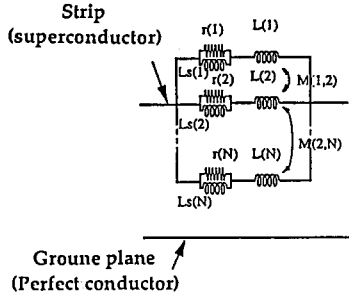 Strip
(superconductor)
r(1) L(1)
Ls(1)
r(2) L(2) M(1,2)
Ls(2)
M(2,N)
r(N) L(N)
Ls(N)
Groune plane
(Perfect conductor)